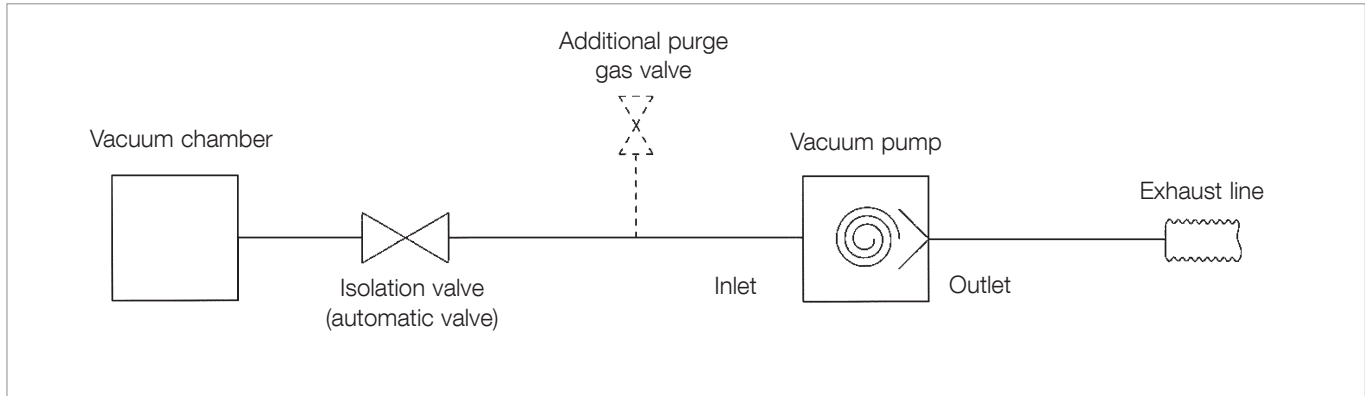 Additional purge
gas valve
Vacuum chamber
Vacuum pump
Exhaust line
Isolation valve
(automatic valve)
Inlet
Outlet